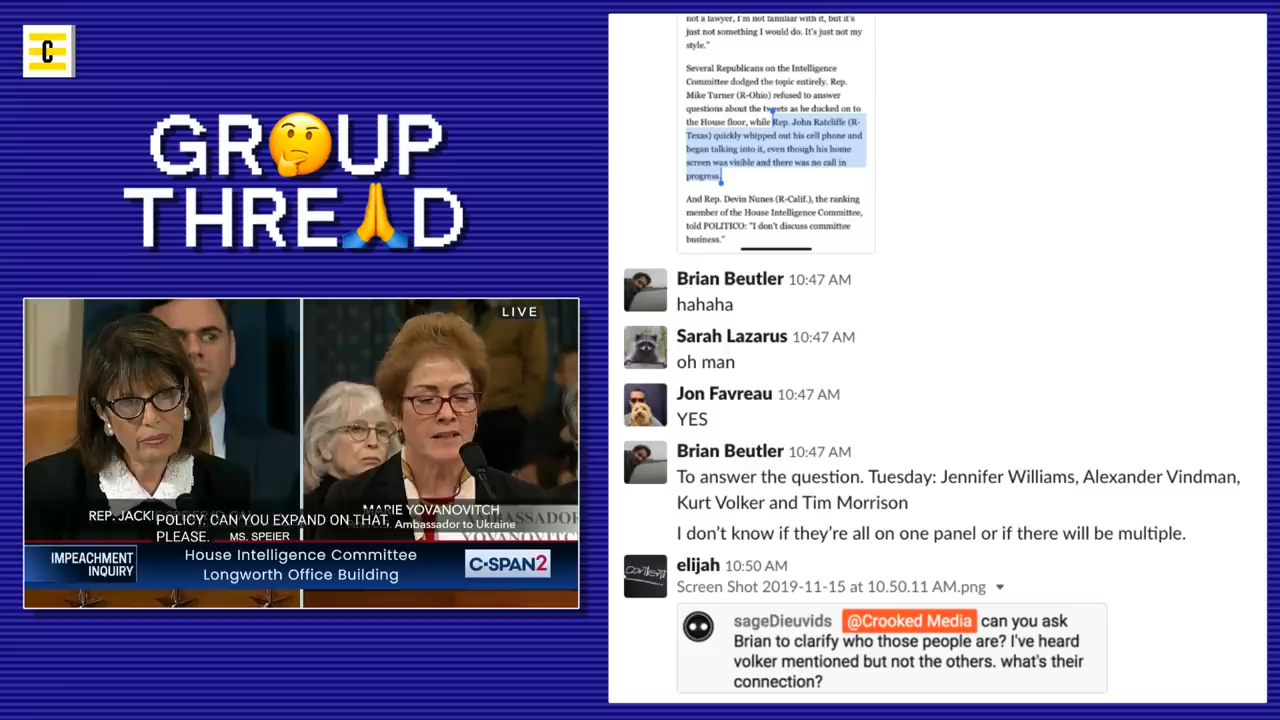 C
GROUP
THREAD
LIVE
REP. JACKI
POLICY. CAN YOU EXPAND ON THAT,
PLEASE. MS. SPEIER
MARIE YOVANOVITCH
Ambassador to Ukraine
YOVANOVITCH
IMPEACHMENT
INQUIRY
House Intelligence Committee
Longworth Office Building
C-SPAN2
not a lawyer, I'm not familiar with it, but it's
just not something I would do. It's just not my
style."
Several Republicans on the Intelligence
Committee dodged the topic entirely. Rep.
Mike Turner (R-Ohio) refused to answer
questions about the tweets as he ducked on to
the House floor, while Rep. John Ratcliffe (R-
Texas) quickly whipped out his cell phone and
began talking into it, even though his home
screen was visible and there was no call in
progress.
And Rep. Devin Nunes (R-Calif.), the ranking
member of the House Intelligence Committee,
told POLITICO: "I don't discuss committee
business."
Brian Beutler 10:47 AM
hahaha
Sarah Lazarus 10:47 AM
oh man
Jon Favreau 10:47 AM
YES
Brian Beutler 10:48 AM
To answer the question. Tuesday: Jennifer Williams, Alexander Vindman,
Kurt Volker and Tim Morrison
I don't know if they're all on one panel or if there will be multiple.
elijah 10:50 AM
content
Screen Shot 2019-11-15 at 10.50.11 AM.png
sageDieuvids @Crooked Media can you ask
Brian to clarify who those people are? I've heard
volker mentioned but not the others. what's their
connection?